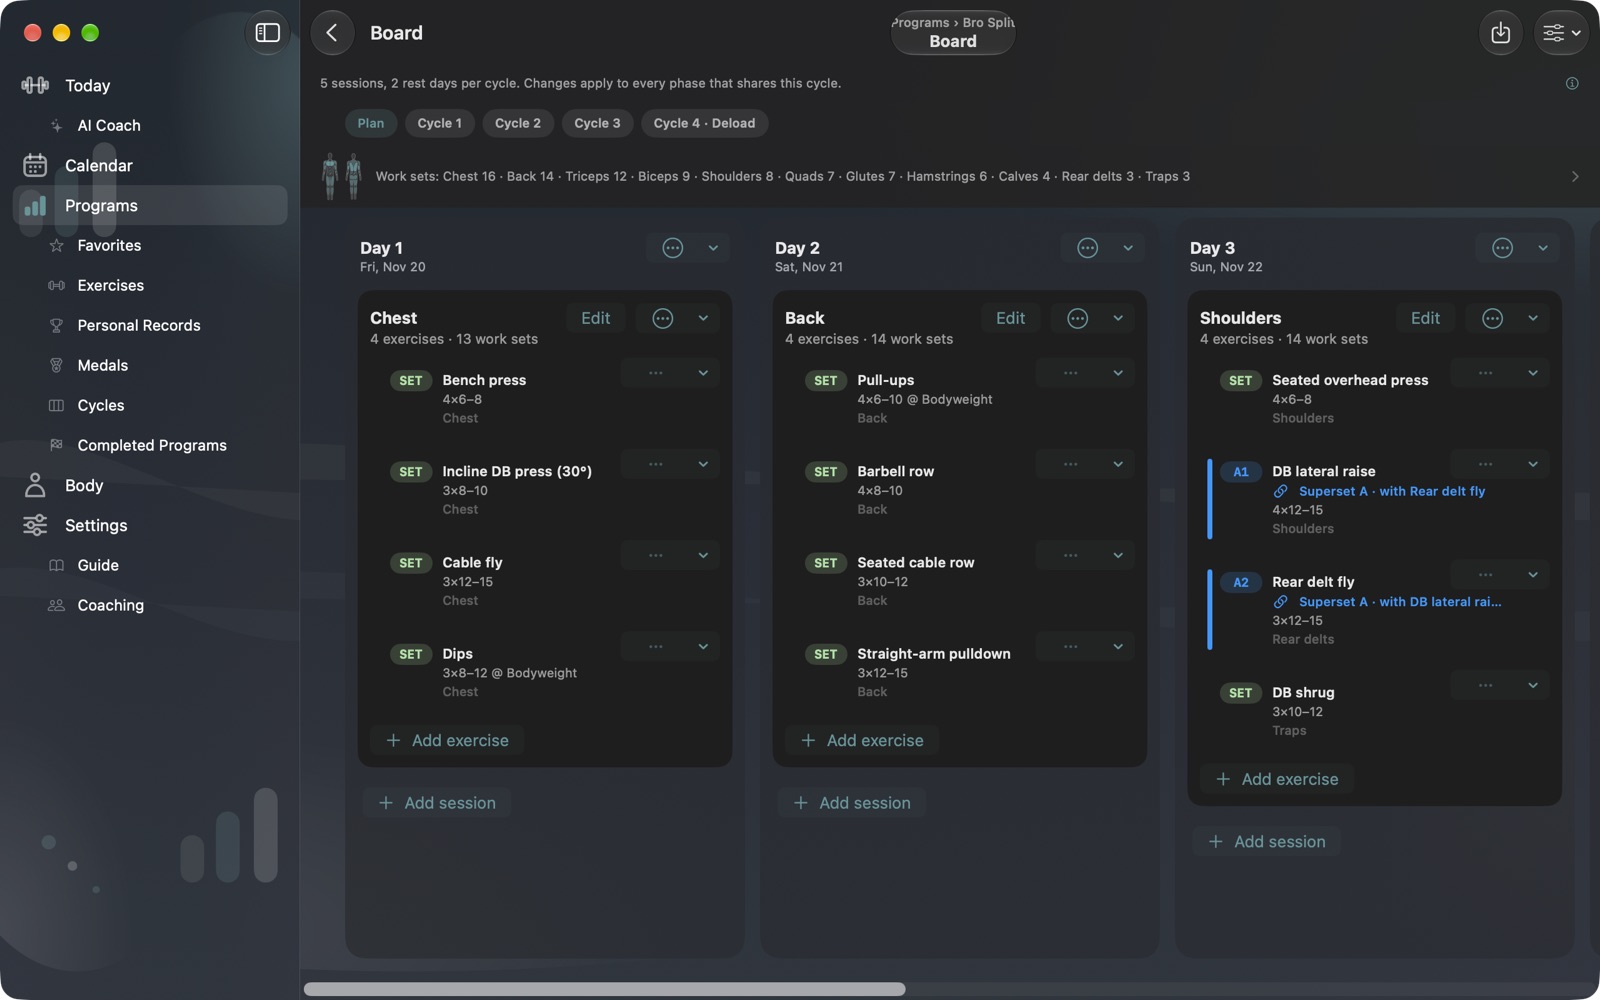 Today
AI Coach
Calendar
Programs
Favorites
Exercises
Personal Records
Medals
Cycles
Completed Programs
Body
Settings
Guide
Coaching
Board
Programs › Bro Split
Board
5 sessions, 2 rest days per cycle. Changes apply to every phase that shares this cycle.
Plan
Cycle 1
Cycle 2
Cycle 3
Cycle 4 · Deload
Work sets: Chest 16 · Back 14 · Triceps 12 · Biceps 9 · Shoulders 8 · Quads 7 · Glutes 7 · Hamstrings 6 · Calves 4 · Rear delts 3 · Traps 3
Day 1
Fri, Nov 20
Chest
Edit
4 exercises · 13 work sets
SET Bench press
4×6–8
Chest
SET Incline DB press (30°)
3×8–10
Chest
SET Cable fly
3×12–15
Chest
SET Dips
3×8–12 @ Bodyweight
Chest
+ Add exercise
+ Add session
Day 2
Sat, Nov 21
Back
Edit
4 exercises · 14 work sets
SET Pull-ups
4×6–10 @ Bodyweight
Back
SET Barbell row
4×8–10
Back
SET Seated cable row
3×10–12
Back
SET Straight-arm pulldown
3×12–15
Back
+ Add exercise
+ Add session
Day 3
Sun, Nov 22
Shoulders
Edit
4 exercises · 14 work sets
SET Seated overhead press
4×6–8
Shoulders
A1 DB lateral raise
Superset A · with Rear delt fly
4×12–15
Shoulders
A2 Rear delt fly
Superset A · with DB lateral rai...
3×12–15
Rear delts
SET DB shrug
3×10–12
Traps
+ Add exercise
+ Add session